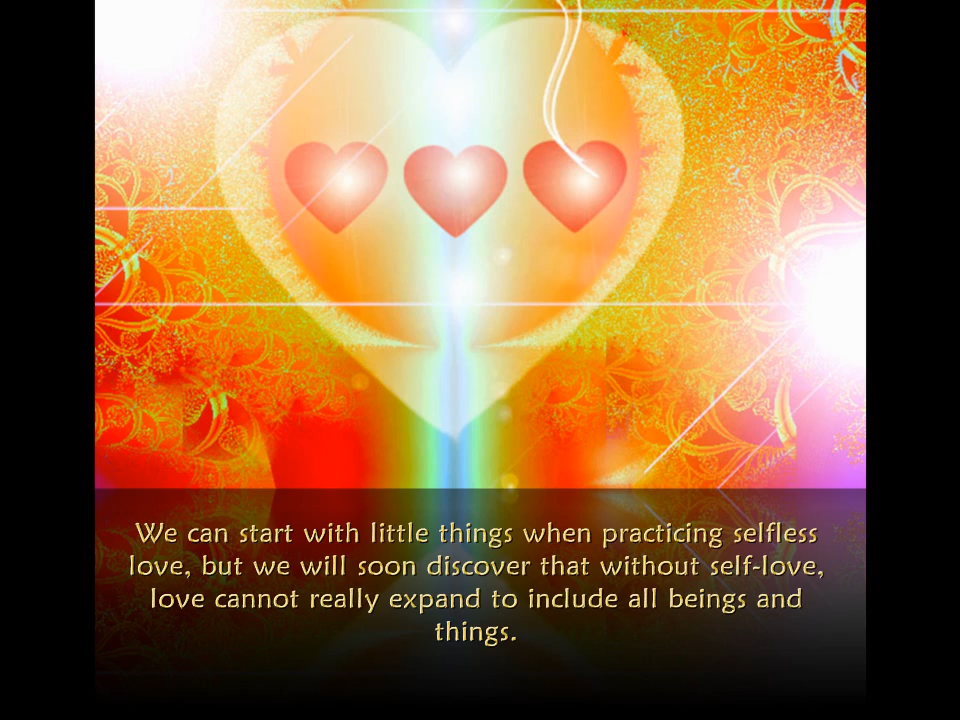 We can start with little things when practicing selfless
love, but we will soon discover that without self-love,
love cannot really expand to include all beings and
things.